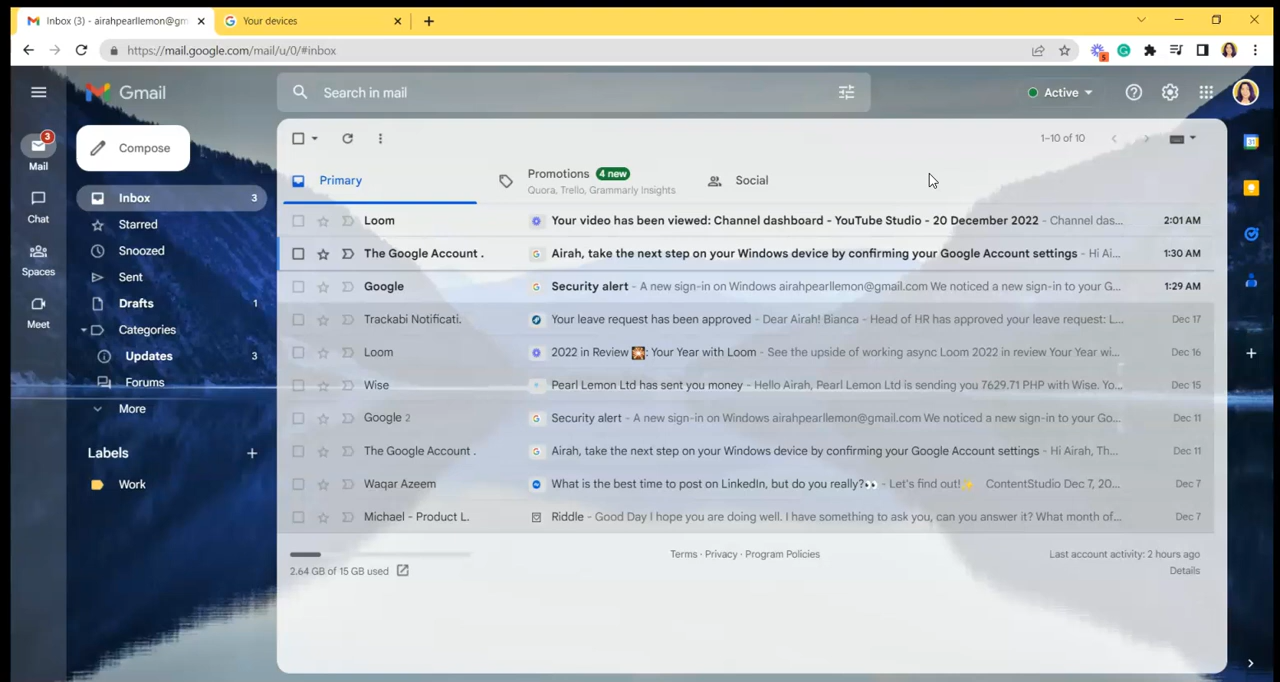 Inbox (3) - airahpearllemon@gm
Your devices
https://mail.google.com/mail/u/0/#inbox
5
Gmail
Search in mail
Active
3
Mail
Chat
Spaces
Meet
Compose
Inbox 3
Starred
Snoozed
Sent
Drafts 1
Categories
Updates 3
Forums
More
Labels
Work
1–10 of 10
Primary
Promotions 4 new
Quora, Trello, Grammarly Insights
Social
Loom Your video has been viewed: Channel dashboard - YouTube Studio - 20 December 2022 - Channel das... 2:01 AM
The Google Account . Airah, take the next step on your Windows device by confirming your Google Account settings - Hi Ai... 1:30 AM
Google Security alert - A new sign-in on Windows airahpearllemon@gmail.com We noticed a new sign-in to your G... 1:29 AM
Trackabi Notificati. Your leave request has been approved - Dear Airah! Bianca - Head of HR has approved your leave request: L... Dec 17
Loom 2022 in Review 🎇: Your Year with Loom - See the upside of working async Loom 2022 in review Your Year wi... Dec 16
Wise Pearl Lemon Ltd has sent you money - Hello Airah, Pearl Lemon Ltd is sending you 7629.71 PHP with Wise. Yo... Dec 15
Google 2 Security alert - A new sign-in on Windows airahpearllemon@gmail.com We noticed a new sign-in to your Go... Dec 11
The Google Account . Airah, take the next step on your Windows device by confirming your Google Account settings - Hi Airah, Th... Dec 11
Waqar Azeem What is the best time to post on LinkedIn, but do you really?👀 - Let's find out!✨ ContentStudio Dec 7, 20... Dec 7
Michael - Product L. Riddle - Good Day I hope you are doing well. I have something to ask you, can you answer it? What month of... Dec 7
2.64 GB of 15 GB used
Terms · Privacy · Program Policies
Last account activity: 2 hours ago
Details